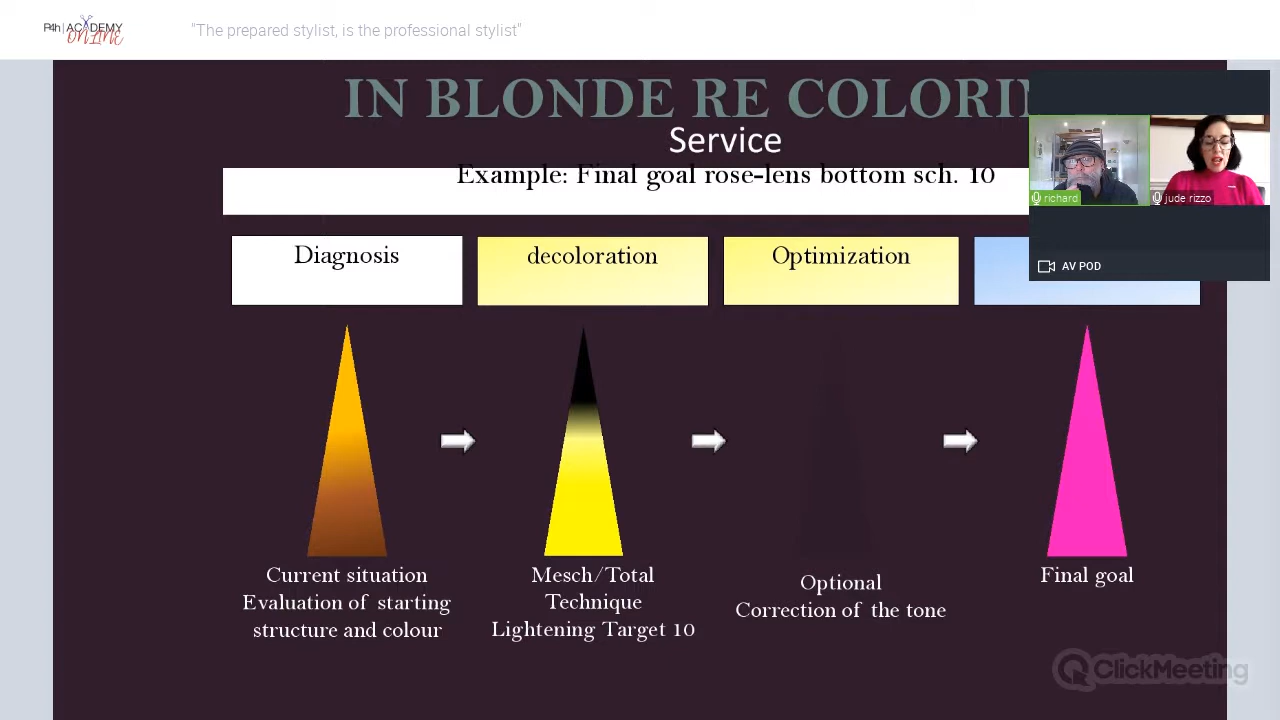 P4h | ACADEMY
ONLINE
"The prepared stylist, is the professional stylist"
IN BLONDE RE COLORIN
Service
Example: Final goal rose-lens bottom sch. 10
richard
jude rizzo
AV POD
Diagnosis
decoloration
Optimization
Current situation
Evaluation of starting
structure and colour
Mesch/Total
Technique
Lightening Target 10
Optional
Correction of the tone
Final goal
ClickMeeting